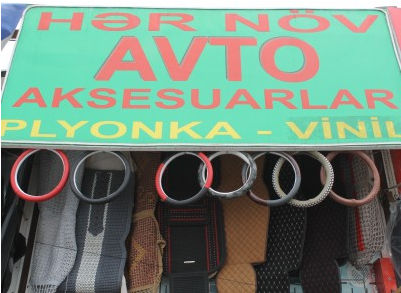 HƏR NÖV
AVTO
AKSESUARLAR
PLYONKA - VİNİL